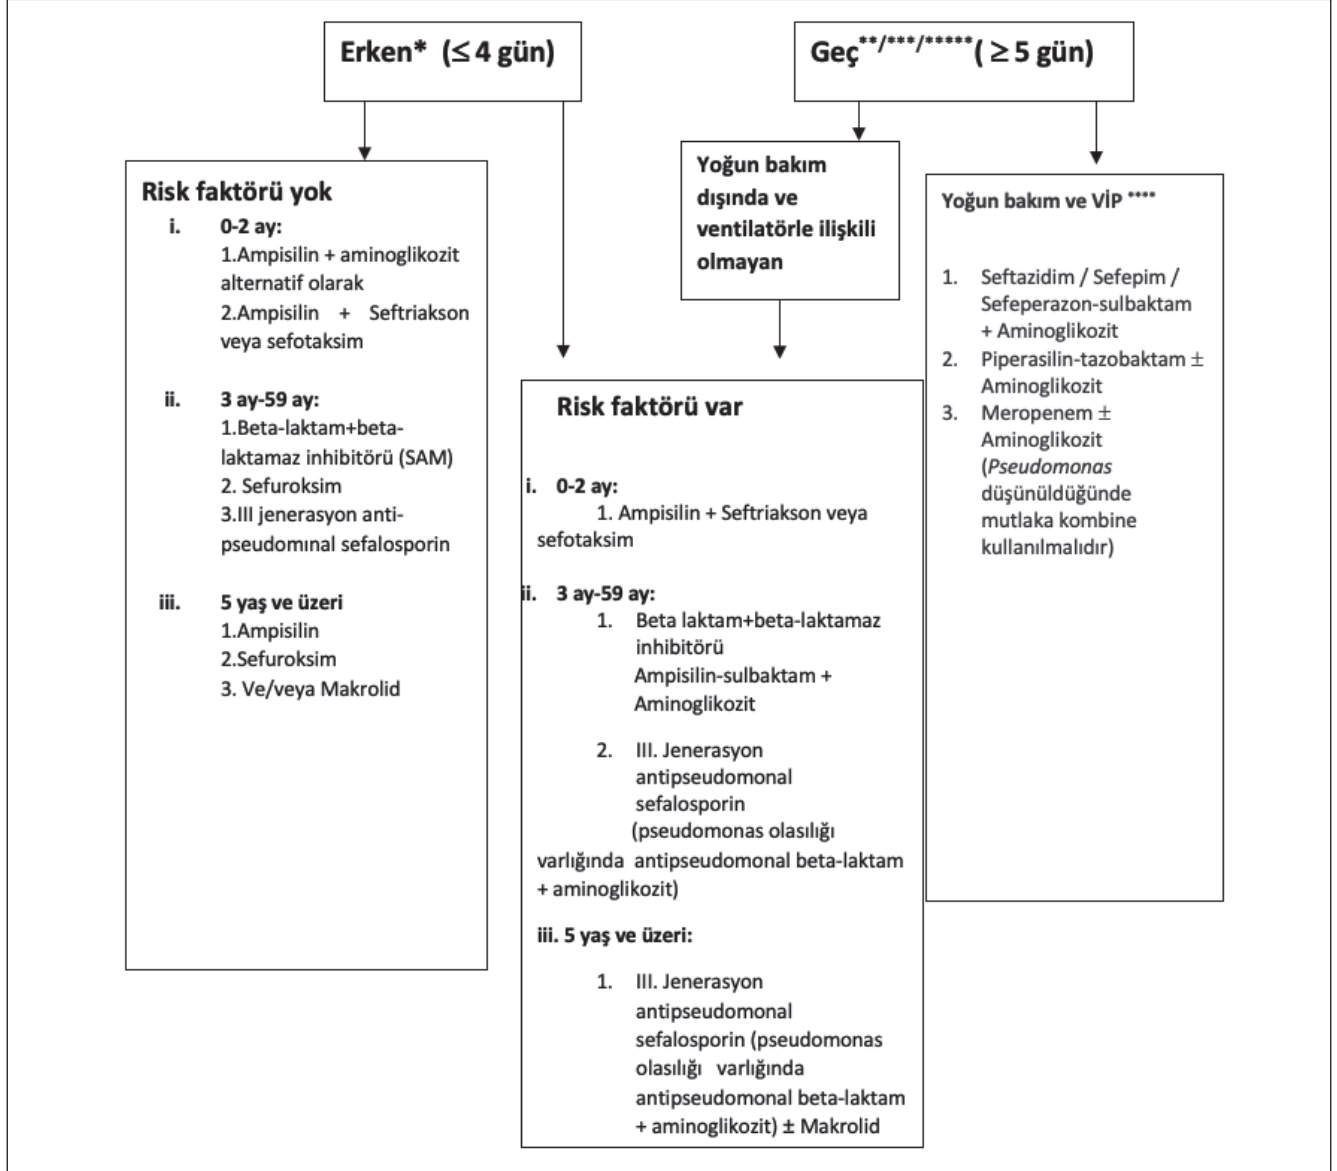 Erken* (≤ 4 gün)
Geç**/***/*****( ≥ 5 gün)
Risk faktörü yok
i. 0-2 ay:
1.Ampisilin + aminoglikozit
alternatif olarak
2.Ampisilin + Seftriakson
veya sefotaksim
ii. 3 ay-59 ay:
1.Beta-laktam+beta-
laktamaz inhibitörü (SAM)
2. Sefuroksim
3.III jenerasyon anti-
pseudomınal sefalosporin
iii. 5 yaş ve üzeri
1.Ampisilin
2.Sefuroksim
3. Ve/veya Makrolid
Yoğun bakım
dışında ve
ventilatörle ilişkili
olmayan
Risk faktörü var
i. 0-2 ay:
1. Ampisilin + Seftriakson veya
sefotaksim
ii. 3 ay-59 ay:
1. Beta laktam+beta-laktamaz
inhibitörü
Ampisilin-sulbaktam +
Aminoglikozit
2. III. Jenerasyon
antipseudomonal
sefalosporin
(pseudomonas olasılığı
varlığında antipseudomonal beta-laktam
+ aminoglikozit)
iii. 5 yaş ve üzeri:
1. III. Jenerasyon
antipseudomonal
sefalosporin (pseudomonas
olasılığı varlığında
antipseudomonal beta-laktam
+ aminoglikozit) ± Makrolid
Yoğun bakım ve VİP ****
1. Seftazidim / Sefepim /
Sefeperazon-sulbaktam
+ Aminoglikozit
2. Piperasilin-tazobaktam ±
Aminoglikozit
3. Meropenem ±
Aminoglikozit
(Pseudomonas
düşünüldüğünde
mutlaka kombine
kullanılmalıdır)